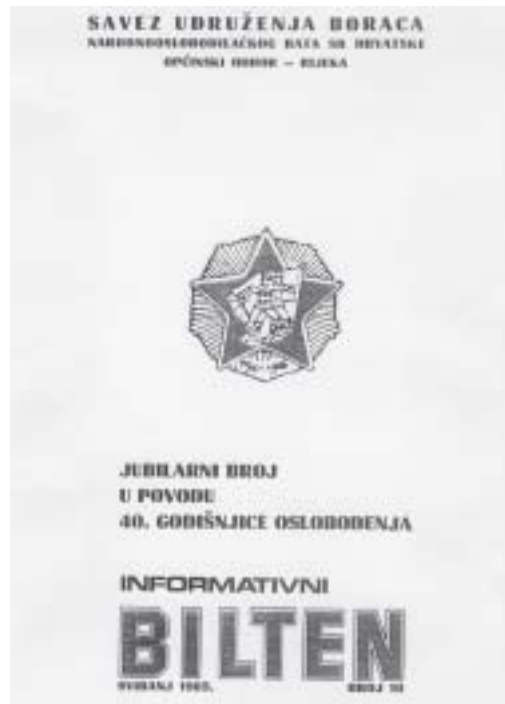 SAVEZ UDRUŽENJA BORACA
NARODNOOSLOBODILAČKOG RATA SR HRVATSKE
OPĆINSKI ODBOR — RIJEKA
JUBILARNI BROJ
U POVODU
40. GODIŠNJICE OSLOBOĐENJA
INFORMATIVNI
BILTEN
SVIBANJ 1985.
BROJ